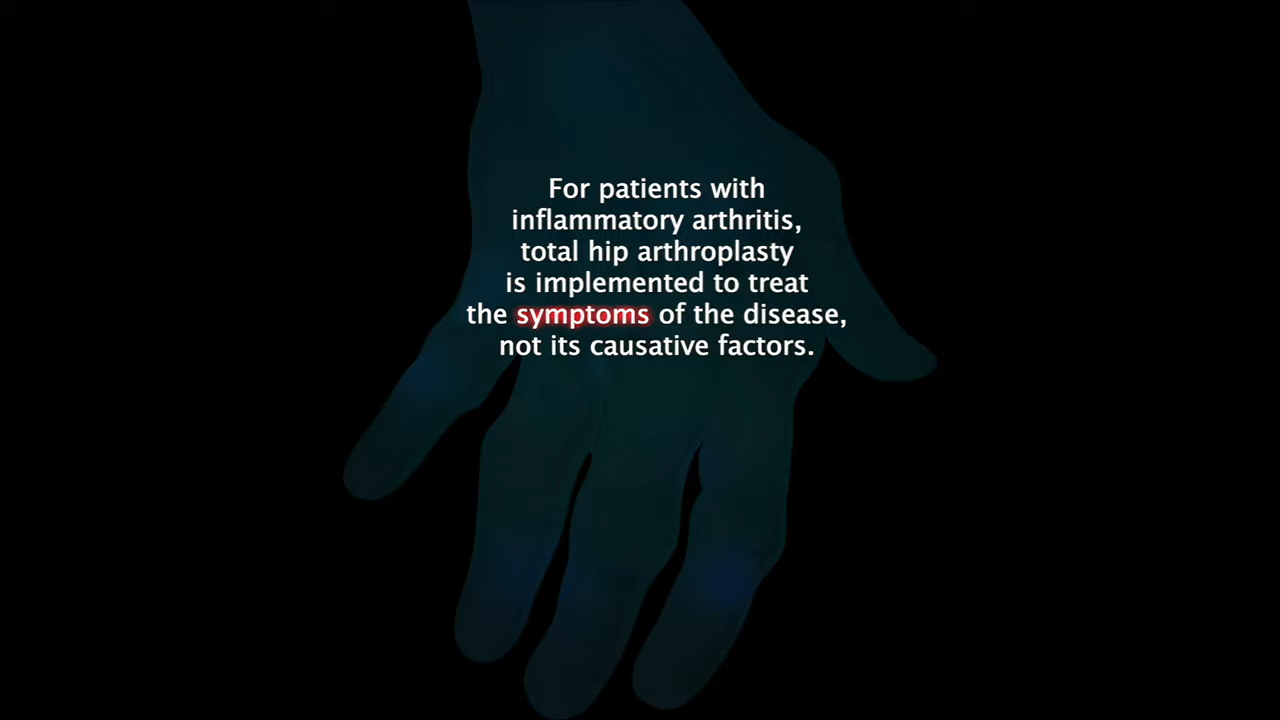 For patients with
inflammatory arthritis,
total hip arthroplasty
is implemented to treat
the symptoms of the disease,
not its causative factors.